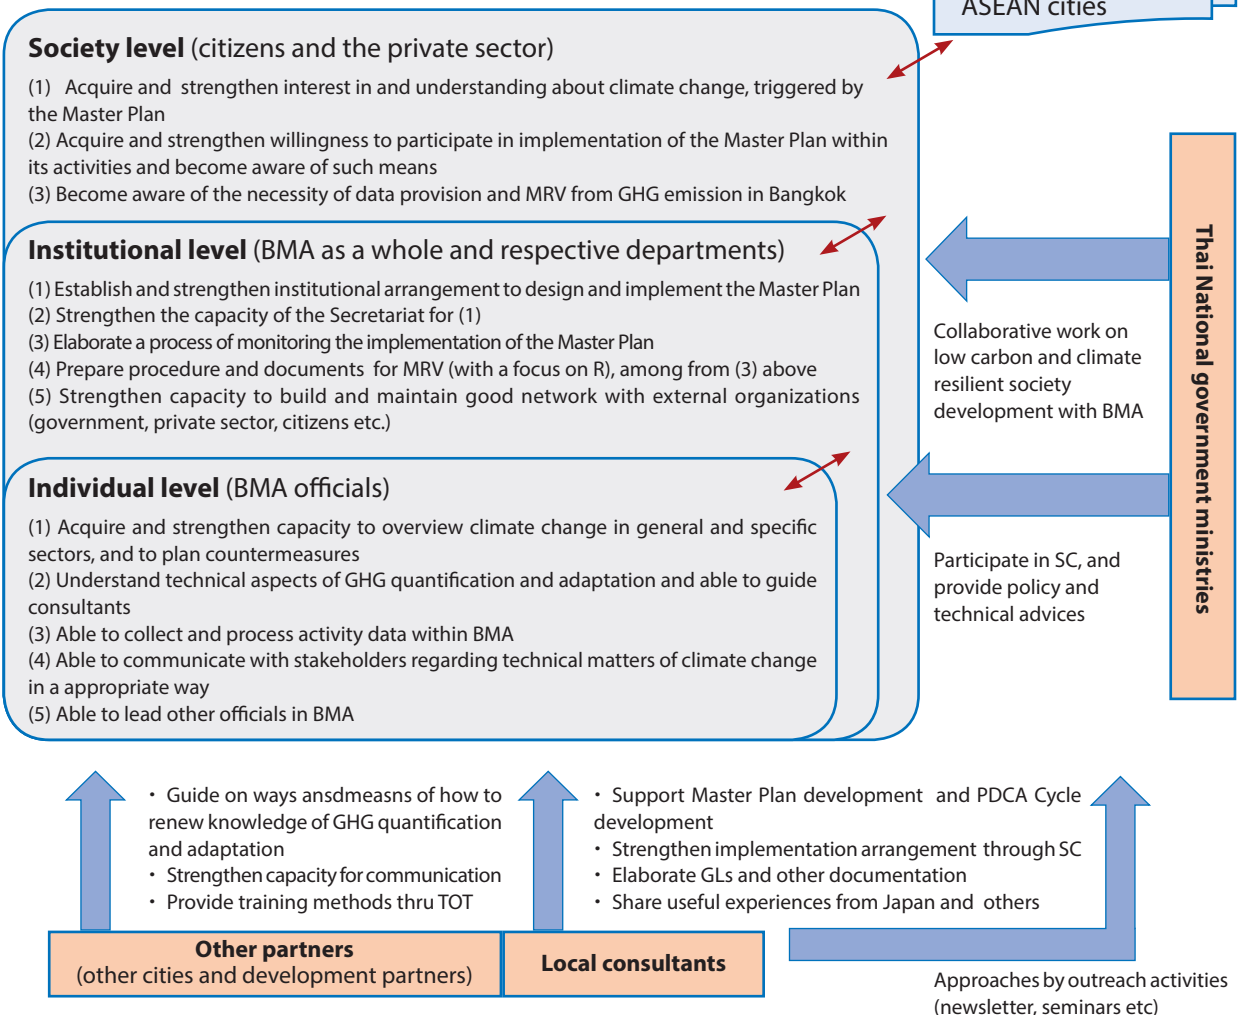 ASEAN cities
Society level (citizens and the private sector)
(1) Acquire and strengthen interest in and understanding about climate change, triggered by
the Master Plan
(2) Acquire and strengthen willingness to participate in implementation of the Master Plan within
its activities and become aware of such means
(3) Become aware of the necessity of data provision and MRV from GHG emission in Bangkok
Institutional level (BMA as a whole and respective departments)
(1) Establish and strengthen institutional arrangement to design and implement the Master Plan
(2) Strengthen the capacity of the Secretariat for (1)
(3) Elaborate a process of monitoring the implementation of the Master Plan
(4) Prepare procedure and documents for MRV (with a focus on R), among from (3) above
(5) Strengthen capacity to build and maintain good network with external organizations
(government, private sector, citizens etc.)
Individual level (BMA officials)
(1) Acquire and strengthen capacity to overview climate change in general and specific
sectors, and to plan countermeasures
(2) Understand technical aspects of GHG quantification and adaptation and able to guide
consultants
(3) Able to collect and process activity data within BMA
(4) Able to communicate with stakeholders regarding technical matters of climate change
in a appropriate way
(5) Able to lead other officials in BMA
Collaborative work on
low carbon and climate
resilient society
development with BMA
Participate in SC, and
provide policy and
technical advices
Thai National government ministries
・ Guide on ways ansdmeasns of how to
renew knowledge of GHG quantification
and adaptation
・ Strengthen capacity for communication
・ Provide training methods thru TOT
・ Support Master Plan development and PDCA Cycle
development
・ Strengthen implementation arrangement through SC
・ Elaborate GLs and other documentation
・ Share useful experiences from Japan and others
Other partners
(other cities and development partners)
Local consultants
Approaches by outreach activities
(newsletter, seminars etc)